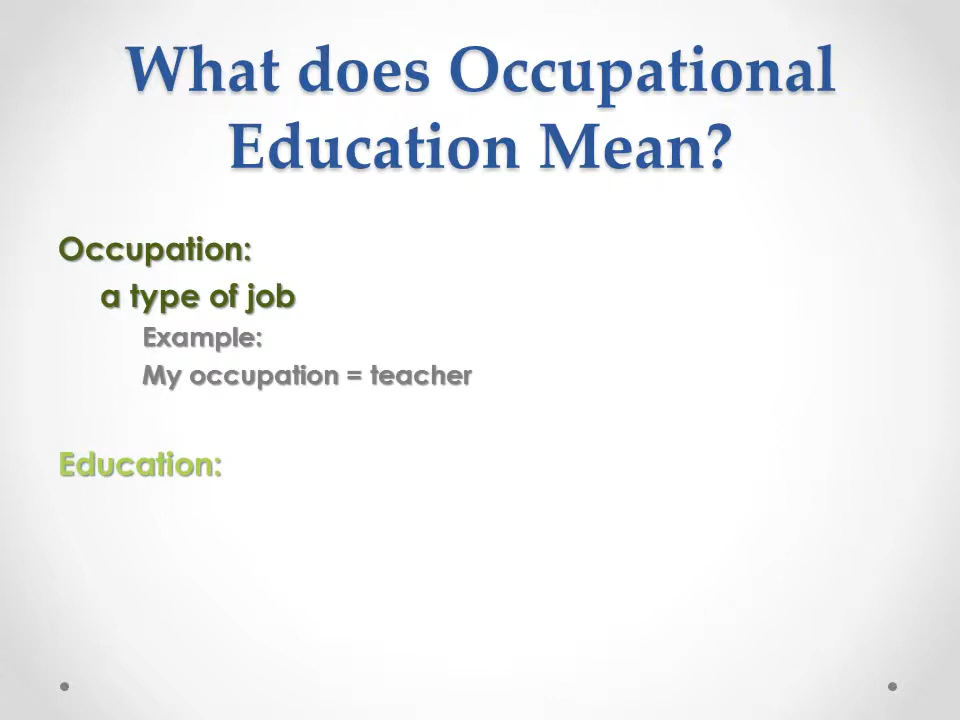 What does Occupational
Education Mean?
Occupation:
a type of job
Example:
My occupation = teacher
Education: